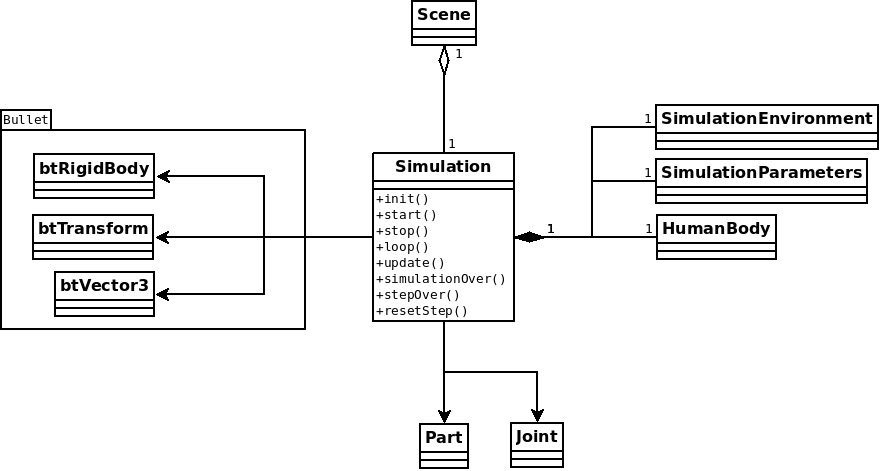 Scene
1
1
Bullet
btRigidBody
btTransform
btVector3
Simulation
+init()
+start()
+stop()
+loop()
+update()
+simulationOver()
+stepOver()
+resetStep()
1
1
SimulationEnvironment
1
SimulationParameters
1
HumanBody
Part
Joint